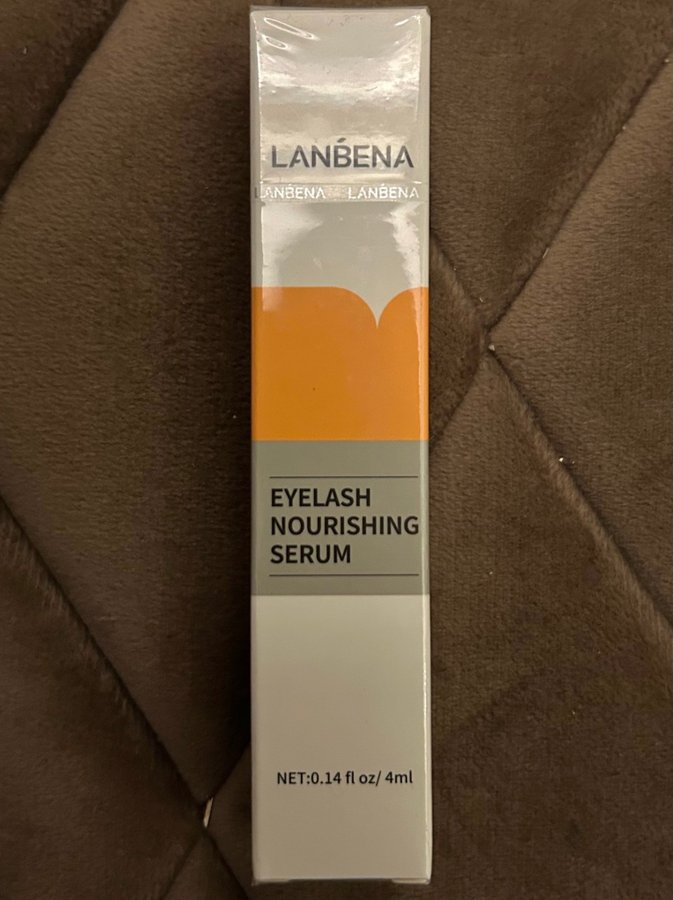 LANBENA
LANBENA LANBENA
EYELASH
NOURISHING
SERUM
NET:0.14 fl oz/ 4ml